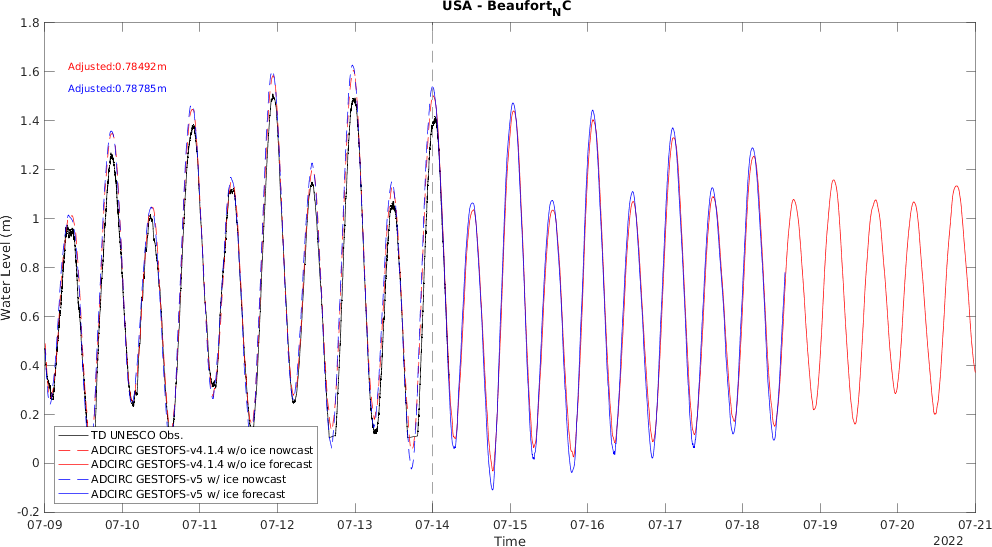 USA - Beaufort_NC
1.8
1.6
1.4
1.2
1
0.8
0.6
0.4
0.2
0
-0.2
Water Level (m)
Adjusted:0.78492m
Adjusted:0.78785m
TD UNESCO Obs.
ADCIRC GESTOFS-v4.1.4 w/o ice nowcast
ADCIRC GESTOFS-v4.1.4 w/o ice forecast
ADCIRC GESTOFS-v5 w/ ice nowcast
ADCIRC GESTOFS-v5 w/ ice forecast
07-09 07-10 07-11 07-12 07-13 07-14 07-15 07-16 07-17 07-18 07-19 07-20 07-21
Time
2022